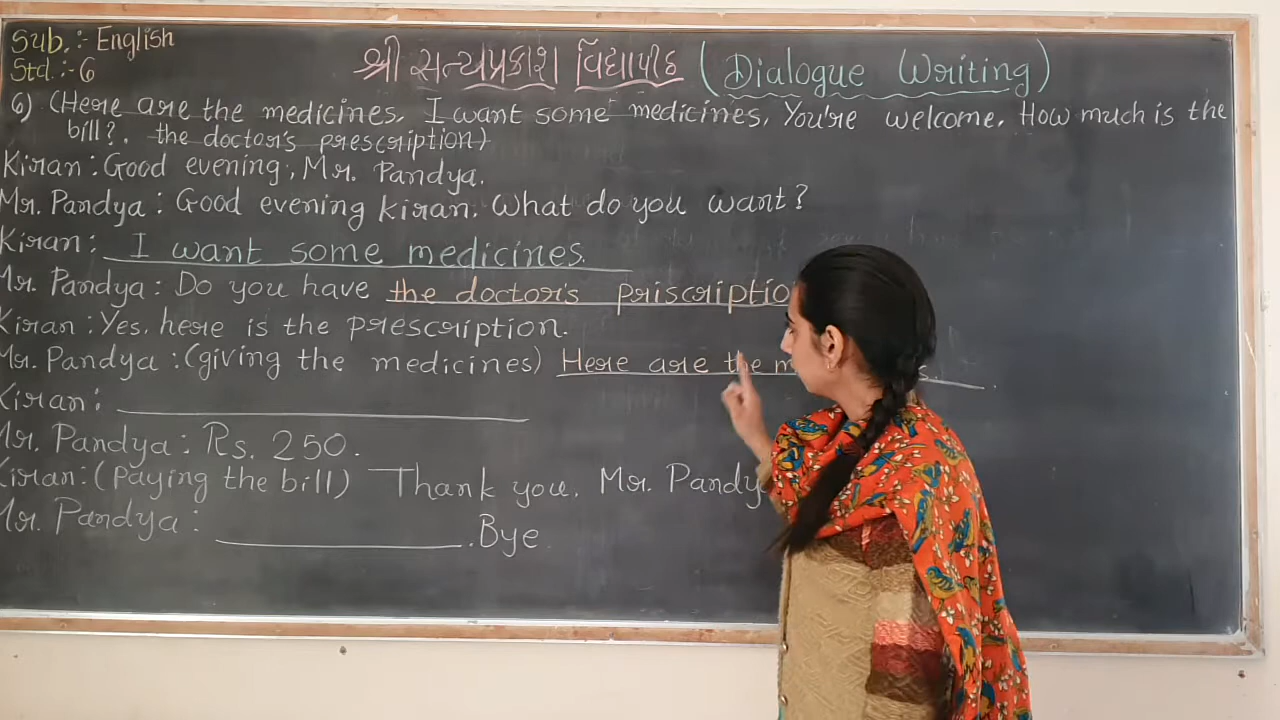 Sub.:- English
Std.:- 6
શ્રી સત્યપ્રકાશ વિદ્યાપીઠ (Dialogue Writing)
6) (Here are the medicines. I want some medicines. You're welcome. How much is the
bill?. the doctor's prescription)
Kiran: Good evening, Mr. Pandya.
Mr. Pandya: Good evening kiran. What do you want?
Kiran: I want some medicines.
Mr. Pandya: Do you have the doctor's priscriptio
Kiran: Yes, here is the prescription.
Mr. Pandya: (giving the medicines) Here are the m s.
Kiran:
Mr. Pandya: Rs. 250.
Kiran: (Paying the bill) Thank you, Mr. Pandy
Mr. Pandya: .Bye